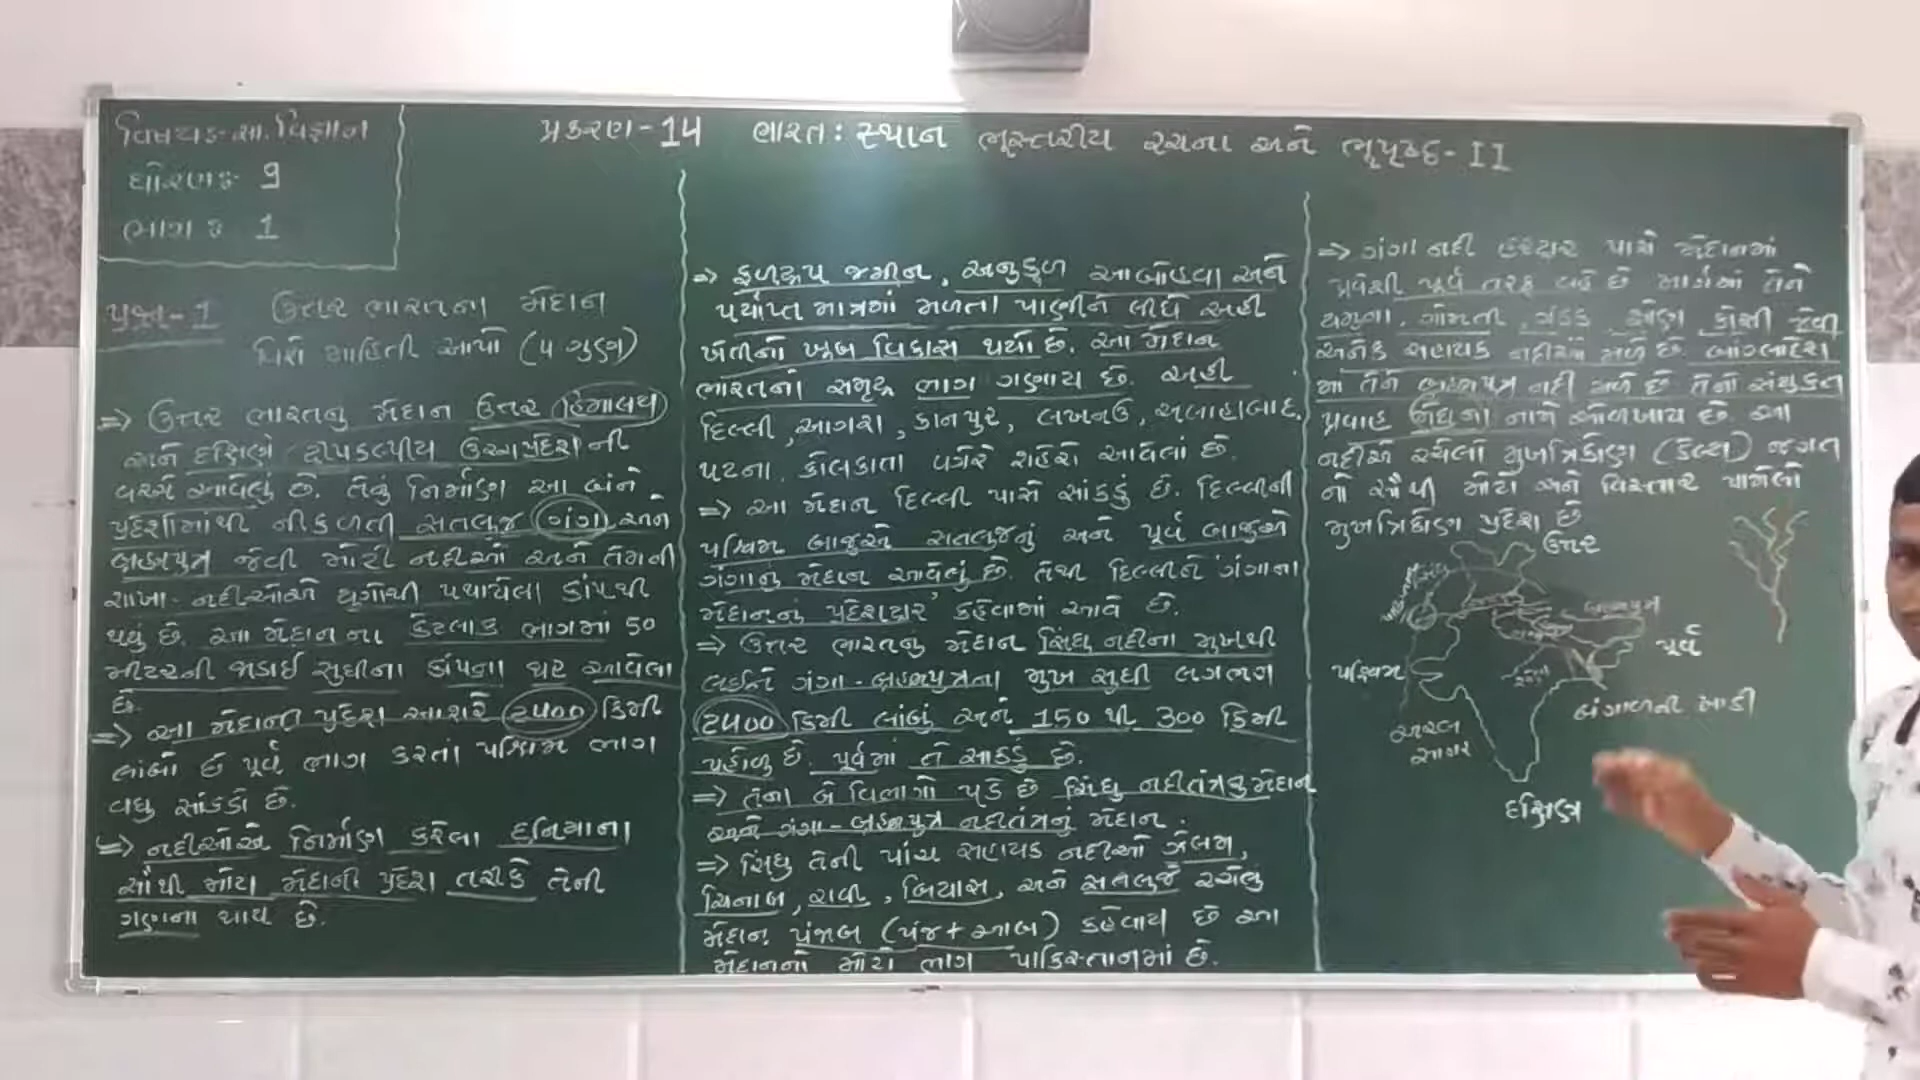 વિષયઃ-સા. વિજ્ઞાન
ધોરણઃ- 9
ભાગ ઃ 1
પ્રકરણ-14 ભારત : સ્થાન ભૂસ્તરીય રચના અને ભૂપૃષ્ઠ-II
પ્રશ્ન-1 ઉત્તર ભારતના મેદાન
વિશે માહિતી આપો (4 ગુણ)
=> ઉત્તર ભારતનુ મેદાન ઉત્તર હિમાલય
અને દક્ષિણે દ્વીપકલ્પીય ઉચ્ચપ્રદેશ ની
વચ્ચે આવેલું છે. તેનું નિર્માણ આ બંને
પ્રદેશોમાંથી નીકળતી સતલુજ ગંગા અને
બ્રહ્મપુત્ર જેવી મોટી નદીઓ અને તેમની
શાખા-નદીઓએ યુગોથી પથાયેલા કાંપથી
થયું છે. આ મેદાન ના કેટલાક ભાગમાં 50
મીટરની જાડાઈ સુધીના કાંપના થર આવેલા
છે.
=> આ મેદાની પ્રદેશ આશરે 2400 કિમી
લાંબો છે પૂર્વ ભાગ કરતાં પશ્ચિમ ભાગ
વધુ સાંકડો છે.
=> નદીઓએ નિર્માણ કરેલા દુનિયાના
સૌથી મોટા મેદાની પ્રદેશ તરીકે તેની
ગણના થાય છે.
=> ફળદ્રુપ જમીન, અનુકૂળ આબોહવા અને
પર્યાપ્ત માત્રામાં મળતા પાણીને લીધે અહી
ખેતીનો ખૂબ વિકાસ થયો છે. આ મેદાન
ભારતનો સમૃદ્ધ ભાગ ગણાય છે. અહી
દિલ્લી, આગરા, કાનપુર, લખનઉ, અલાહાબાદ,
પટના, કોલકાતા વગેરે શહેરો આવેલાં છે.
=> આ મેદાન દિલ્લી પાસે સાંકડું છે. દિલ્લીની
પશ્ચિમ બાજુએ સતલુજનું અને પૂર્વ બાજુએ
ગંગાનુ મેદાન આવેલું છે. તેથી દિલ્લીને 'ગંગાના
મેદાનનું પ્રવેશદ્વાર' કહેવામાં આવે છે.
=> ઉત્તર ભારતનું મેદાન સિંધુ નદીના મુખથી
લઈને ગંગા-બ્રહ્મપુત્રના મુખ સુધી લગભગ
2400 કિમી લાંબું અને 150 થી 300 કિમી
પહોળુ છે. પૂર્વમાં તે સાકડું છે.
=> તેના બે વિભાગો પડે છે સિંધુ નદીતંત્રનુ મેદાન
અને ગંગા-બ્રહ્મપુત્ર નદીતંત્રનું મેદાન.
=> સિંધુ તેની પાંચ સહાયક નદીઓ ઝેલમ,
ચિનાબ, રાવી, બિયાસ, અને સતલુજે રચેલું
મેદાન પંજાબ (પંજ+આબ) કહેવાય છે આ
મેદાનનો મોટો ભાગ પાકિસ્તાનમાં છે.
=> ગંગા નદી હરદ્વાર પાસે મેદાનમાં
પ્રવેશી પૂર્વ તરફ વહે છે માર્ગમાં તેને
યમુના, ગોમતી, ગંડક, શોણ કોસી જેવી
અનેક સહાયક નદીઓ મળે છે. બાંગ્લાદેશ
મા તેને બ્રહ્મપુત્ર નદી મળે છે તેનો સંયુક્ત
પ્રવાહ મેઘના નામે ઓળખાય છે. આ
નદીએ રચેલો મુખત્રિકોણ (ડેલ્ટા) જગત
નો સૌથી મોટો અને વિસ્તાર પામેલો
મુખત્રિકોણ પ્રદેશ છે
ઉત્તર
સિંધુ
બ્રહ્મપુત્ર
પૂર્વ
પશ્ચિમ
અરબ
સાગર
બંગાળની ખાડી
દક્ષિણ